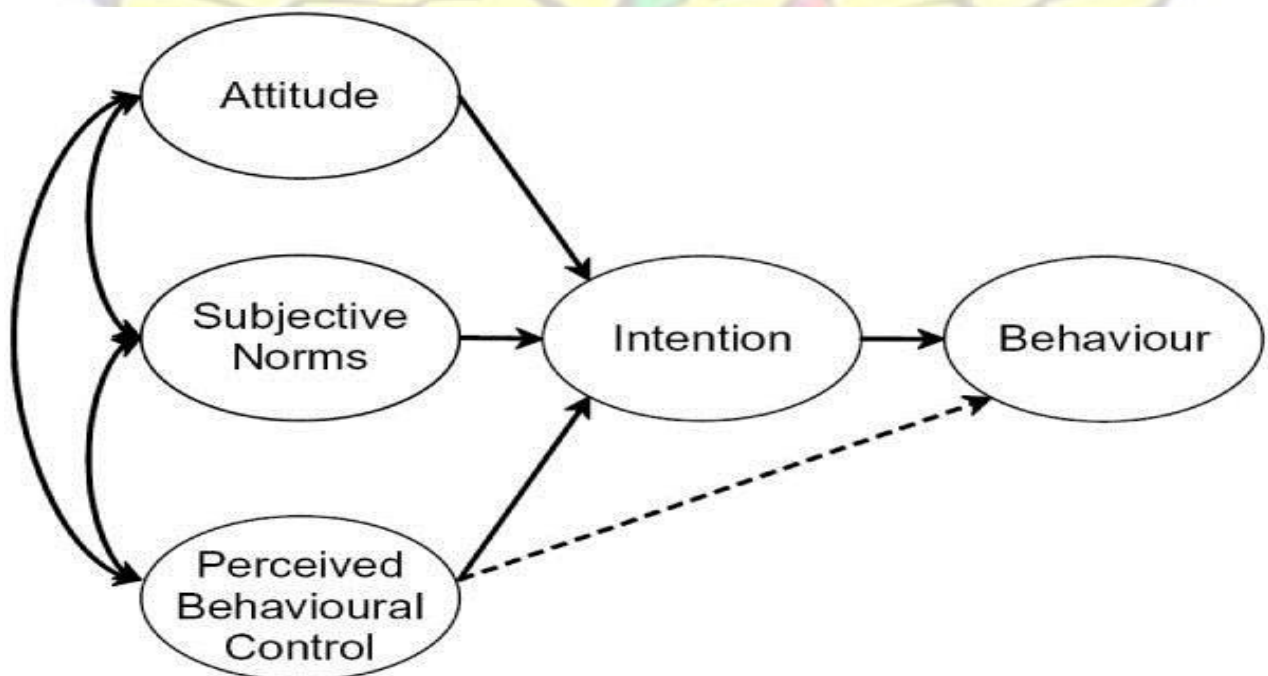 Attitude
Subjective
Norms
Intention
Behaviour
Perceived
Behavioural
Control